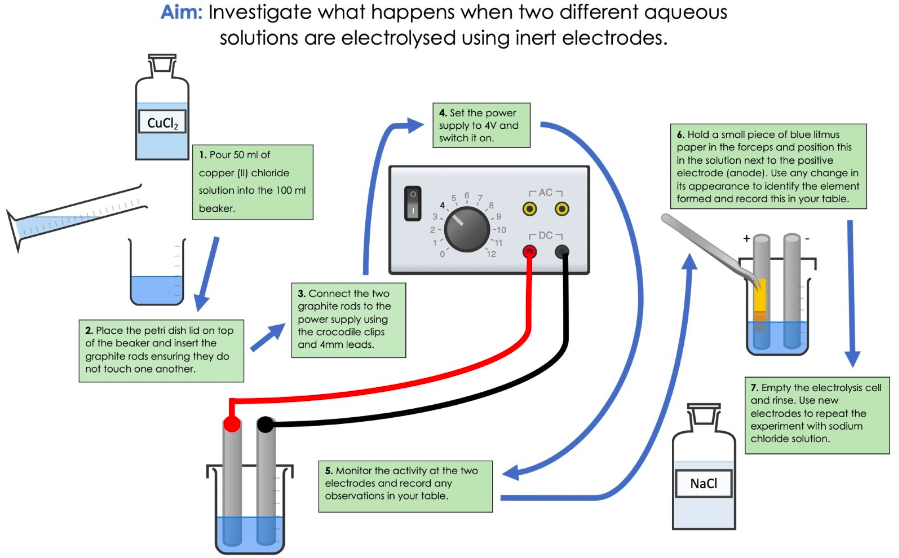 Aim: Investigate what happens when two different aqueous
solutions are electrolysed using inert electrodes.
CuCl₂
1. Pour 50 ml of
copper (II) chloride
solution into the 100 ml
beaker.
2. Place the petri dish lid on top
of the beaker and insert the
graphite rods ensuring they do
not touch one another.
3. Connect the two
graphite rods to the
power supply using
the crocodile clips
and 4mm leads.
4. Set the power
supply to 4V and
switch it on.
O
I
0
1
2
3
4
5
6
7
8
9
10
11
12
AC
DC
5. Monitor the activity at the two
electrodes and record any
observations in your table.
6. Hold a small piece of blue litmus
paper in the forceps and position this
in the solution next to the positive
electrode (anode). Use any change in
its appearance to identify the element
formed and record this in your table.
+ -
7. Empty the electrolysis cell
and rinse. Use new
electrodes to repeat the
experiment with sodium
chloride solution.
NaCl